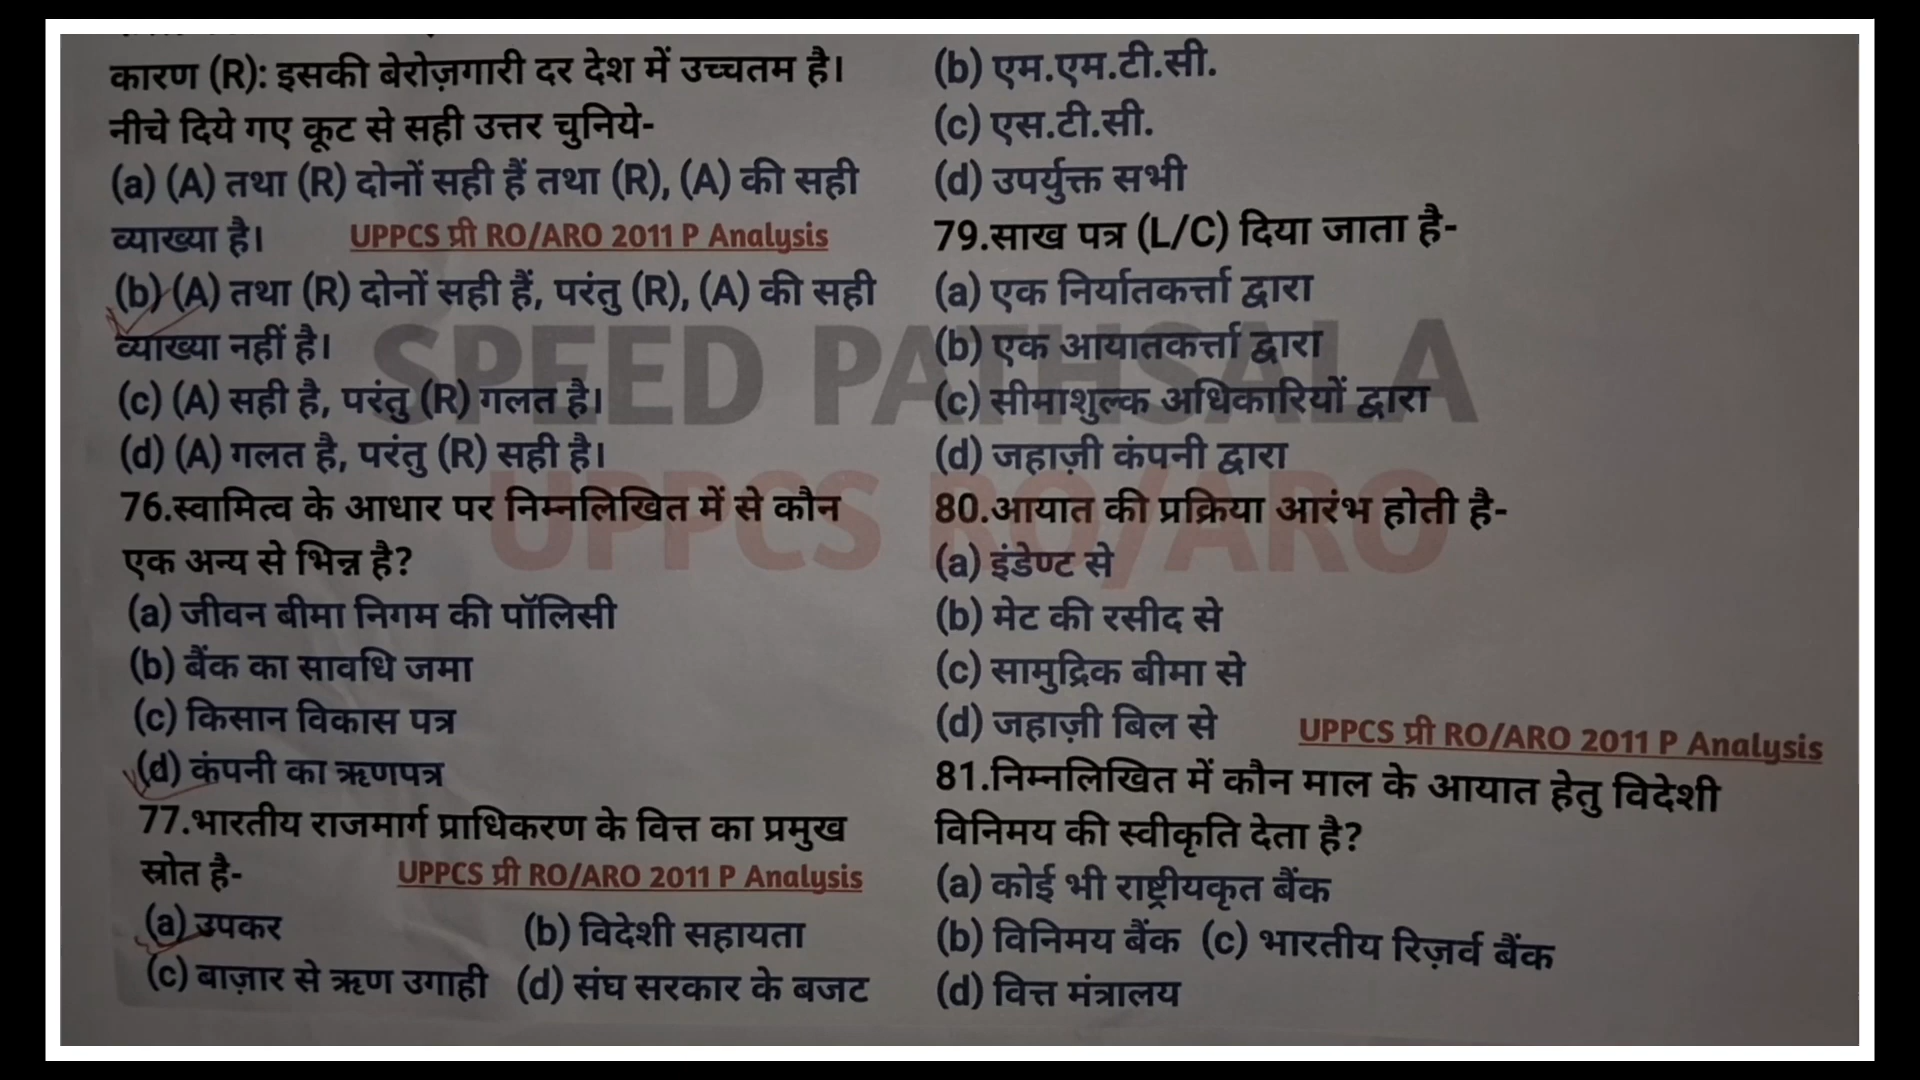 कारण (R): इसकी बेरोज़गारी दर देश में उच्चतम है।
नीचे दिये गए कूट से सही उत्तर चुनिये-
(a) (A) तथा (R) दोनों सही हैं तथा (R), (A) की सही
व्याख्या है।
UPPCS प्री RO/ARO 2011 P Analysis
(b) (A) तथा (R) दोनों सही हैं, परंतु (R), (A) की सही
व्याख्या नहीं है।
(c) (A) सही है, परंतु (R) गलत है।
(d) (A) गलत है, परंतु (R) सही है।
76.स्वामित्व के आधार पर निम्नलिखित में से कौन
एक अन्य से भिन्न है?
(a) जीवन बीमा निगम की पॉलिसी
(b) बैंक का सावधि जमा
(c) किसान विकास पत्र
(d) कंपनी का ऋणपत्र
77.भारतीय राजमार्ग प्राधिकरण के वित्त का प्रमुख
स्रोत है-
UPPCS प्री RO/ARO 2011 P Analysis
(a) उपकर (b) विदेशी सहायता
(c) बाज़ार से ऋण उगाही (d) संघ सरकार के बजट
(b) एम.एम.टी.सी.
(c) एस.टी.सी.
(d) उपर्युक्त सभी
79.साख पत्र (L/C) दिया जाता है-
(a) एक निर्यातकर्त्ता द्वारा
(b) एक आयातकर्त्ता द्वारा
(c) सीमाशुल्क अधिकारियों द्वारा
(d) जहाज़ी कंपनी द्वारा
80.आयात की प्रक्रिया आरंभ होती है-
(a) इंडेण्ट से
(b) मेट की रसीद से
(c) सामुद्रिक बीमा से
(d) जहाज़ी बिल से
UPPCS प्री RO/ARO 2011 P Analysis
81.निम्नलिखित में कौन माल के आयात हेतु विदेशी
विनिमय की स्वीकृति देता है?
(a) कोई भी राष्ट्रीयकृत बैंक
(b) विनिमय बैंक (c) भारतीय रिज़र्व बैंक
(d) वित्त मंत्रालय
SPEED PATHSALA
UPPCS RO/ARO